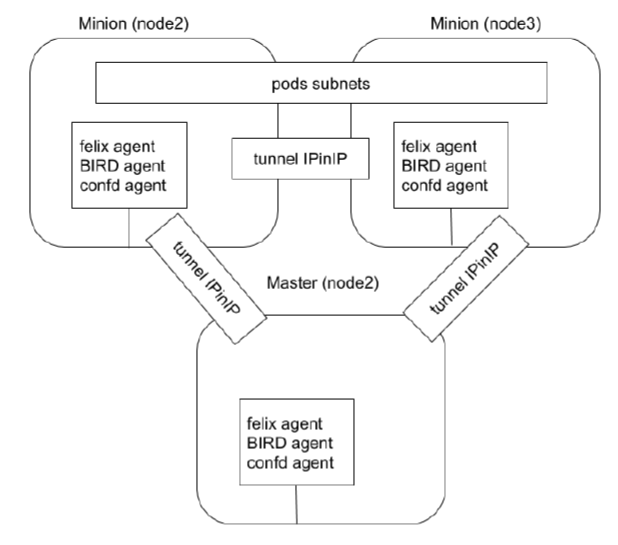 Minion (node2)
Minion (node3)
pods subnets
felix agent
BIRD agent
confd agent
tunnel IPinIP
felix agent
BIRD agent
confd agent
tunnel IPinIP
tunnel IPinIP
Master (node2)
felix agent
BIRD agent
confd agent